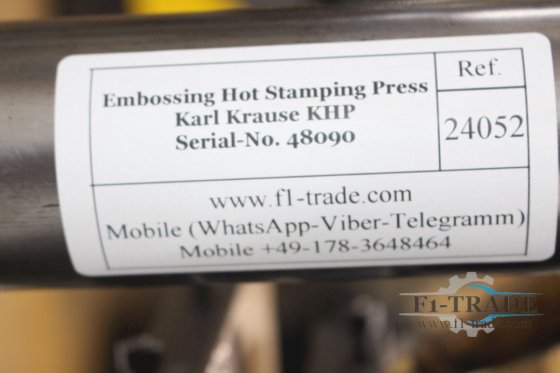 Embossing Hot Stamping Press
Karl Krause KHP
Serial-No. 48090
Ref.
24052
www.f1-trade.com
Mobile (WhatsApp-Viber-Telegramm)
Mobile +49-178-3648464
F1-TRADE
www.f1-trade.com